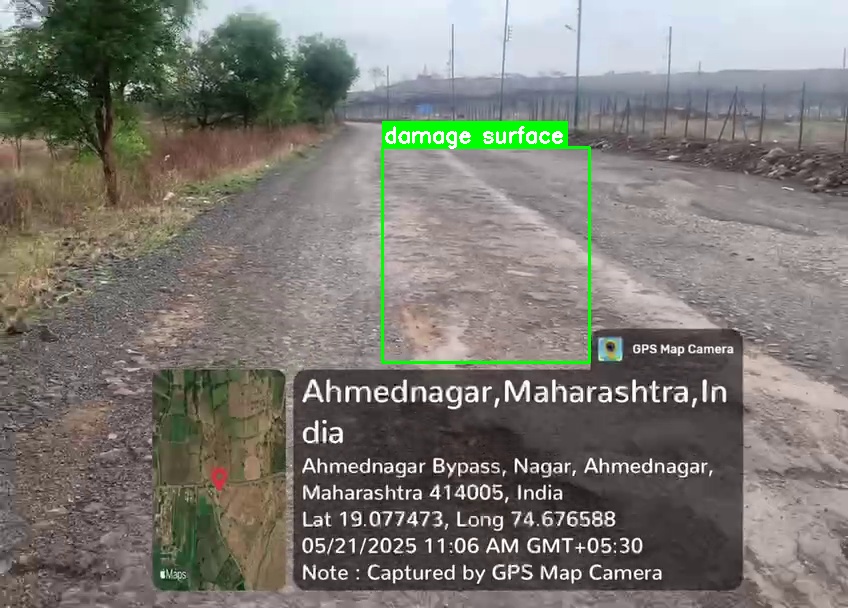 damage surface
GPS Map Camera
Ahmednagar,Maharashtra,In
dia
Ahmednagar Bypass, Nagar, Ahmednagar,
Maharashtra 414005, India
Lat 19.077473, Long 74.676588
05/21/2025 11:06 AM GMT+05:30
Note : Captured by GPS Map Camera
Maps